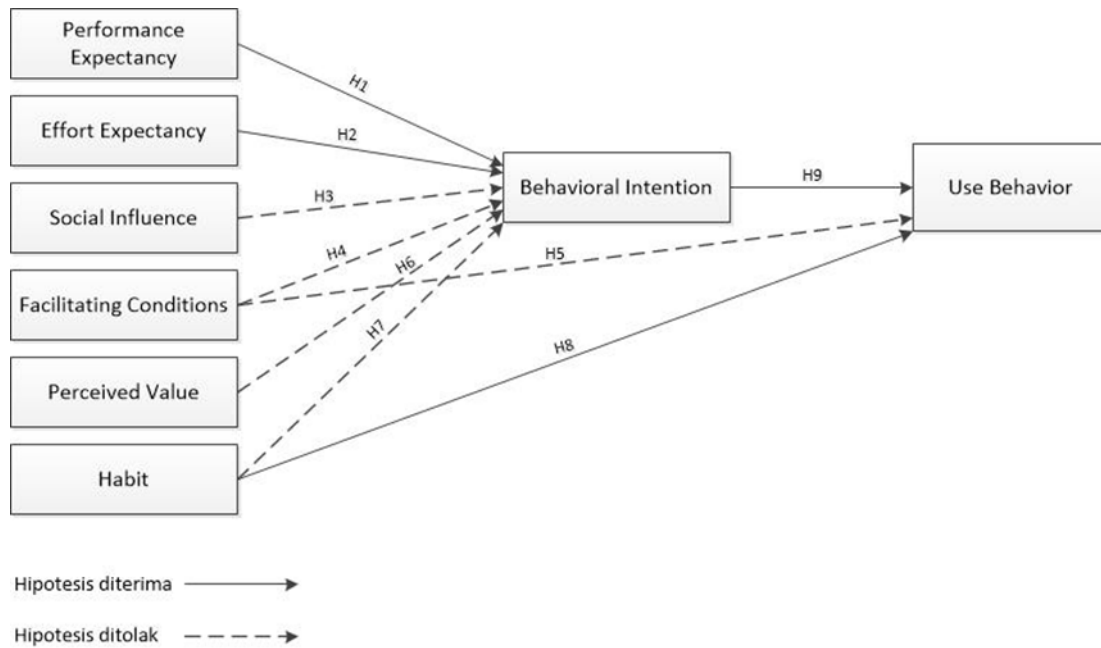 Performance
Expectancy
H1
Effort Expectancy
H2
Behavioral Intention
H9
Use Behavior
Social Influence
H3
H4
Facilitating Conditions
H6
H5
H7
Perceived Value
H8
Habit
Hipotesis diterima
Hipotesis ditolak